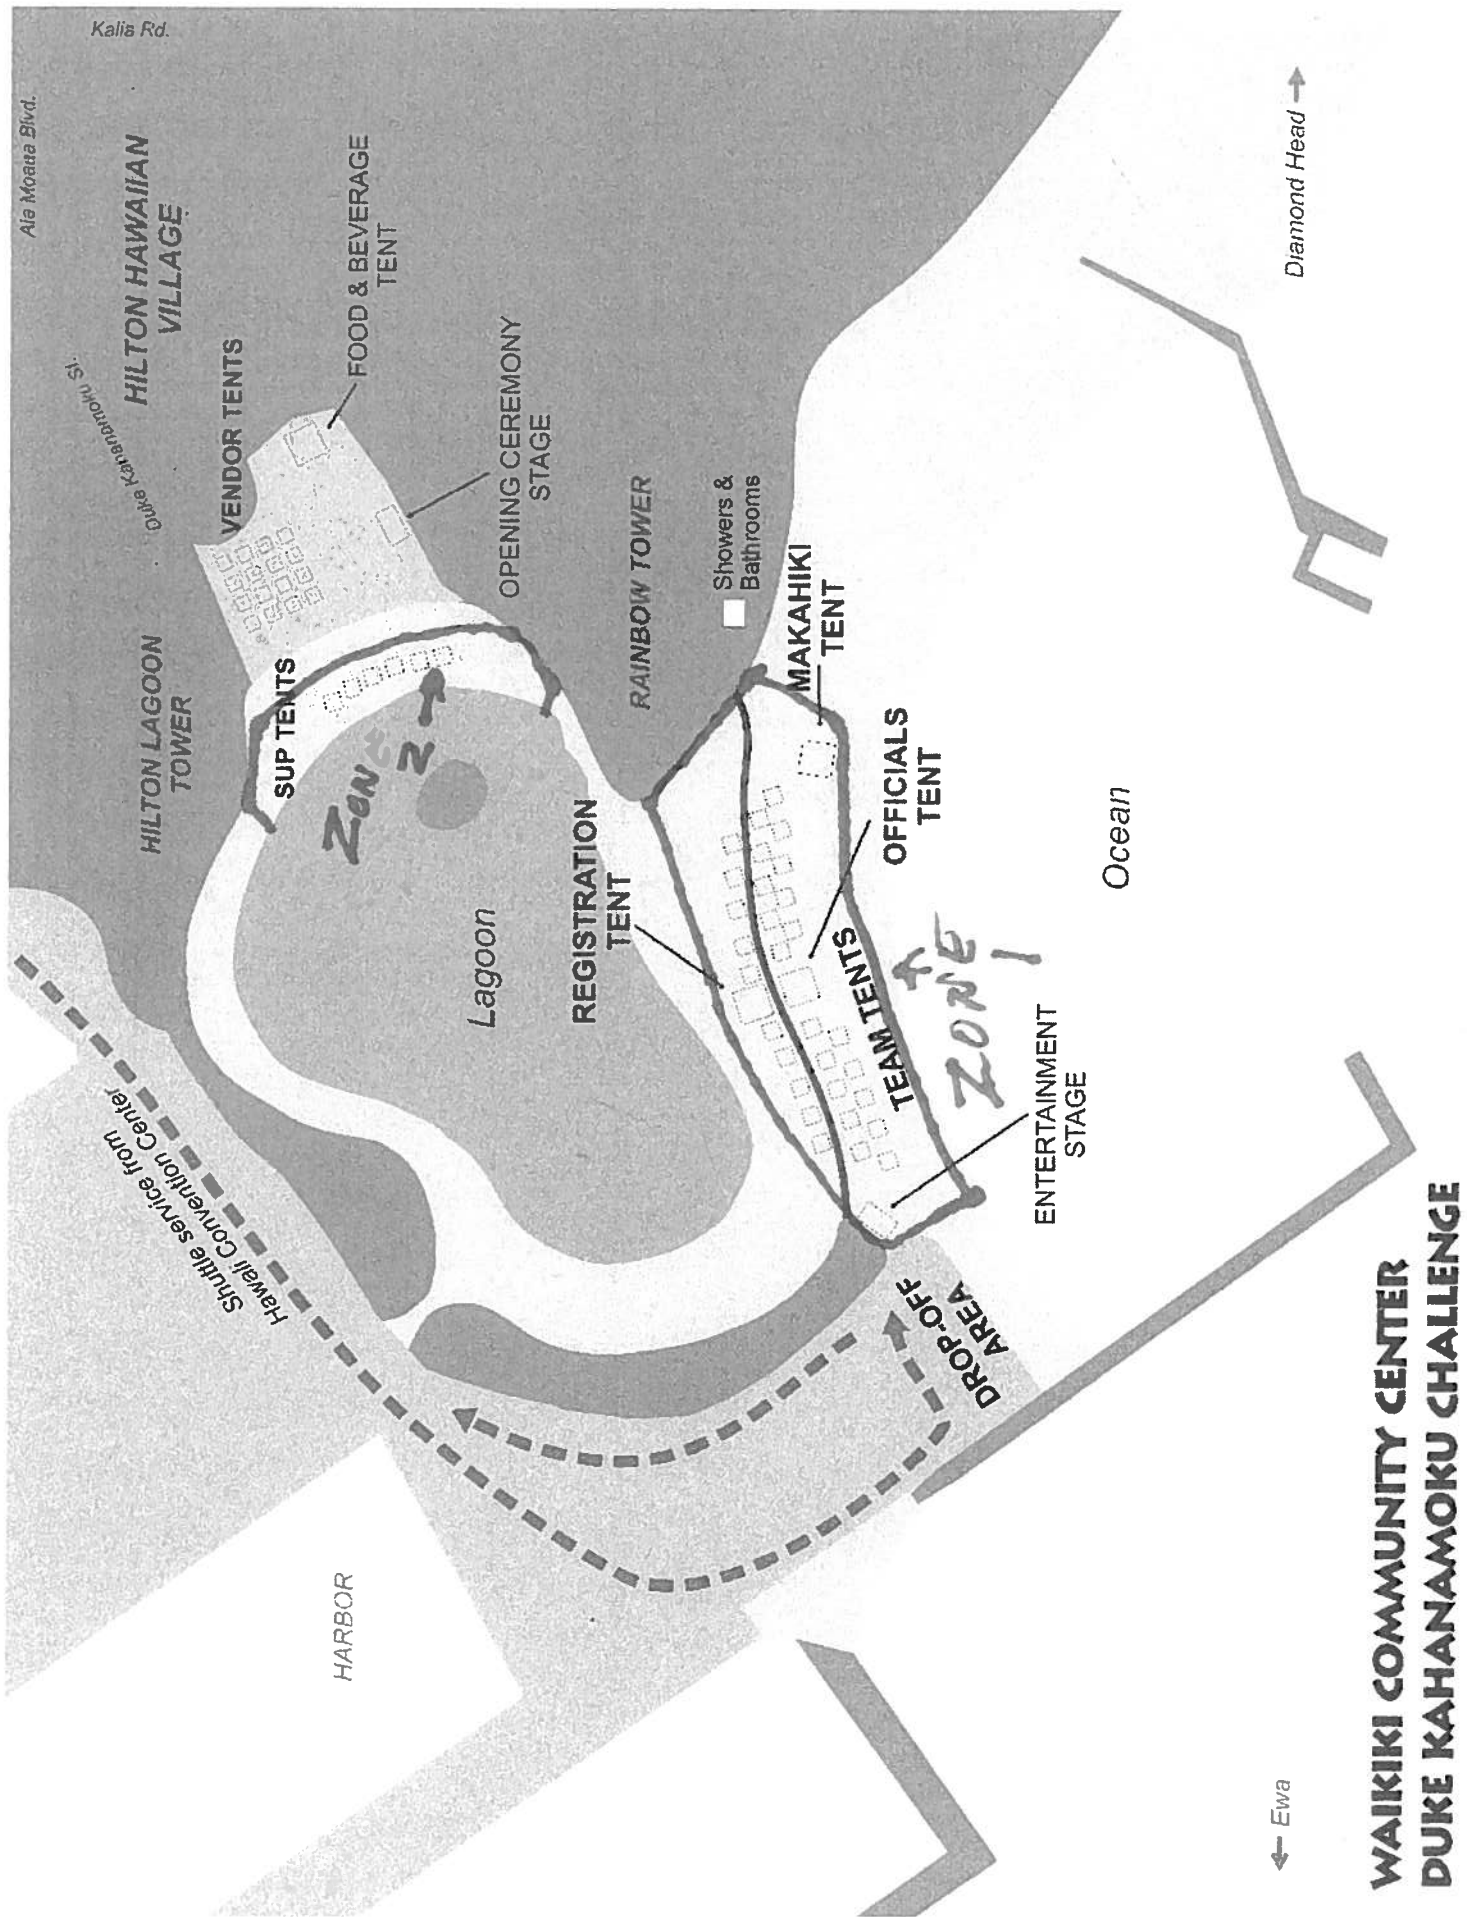 Ala Moana Blvd.
Kalia Rd.
Duke Kahanamoku St.
HILTON HAWAIIAN
VILLAGE
Shuttle service from
Hawaii Convention Center
HILTON LAGOON
TOWER
VENDOR TENTS
SUP TENTS
FOOD & BEVERAGE
TENT
HARBOR
ZONE
2
Lagoon
OPENING CEREMONY
STAGE
REGISTRATION
TENT
RAINBOW TOWER
Showers &
Bathrooms
MAKAHIKI
TENT
OFFICIALS
TENT
TEAM TENTS
DROP-OFF
AREA
ZONE
1
ENTERTAINMENT
STAGE
Ocean
← Ewa
Diamond Head →
WAIKIKI COMMUNITY CENTER
DUKE KAHANAMOKU CHALLENGE